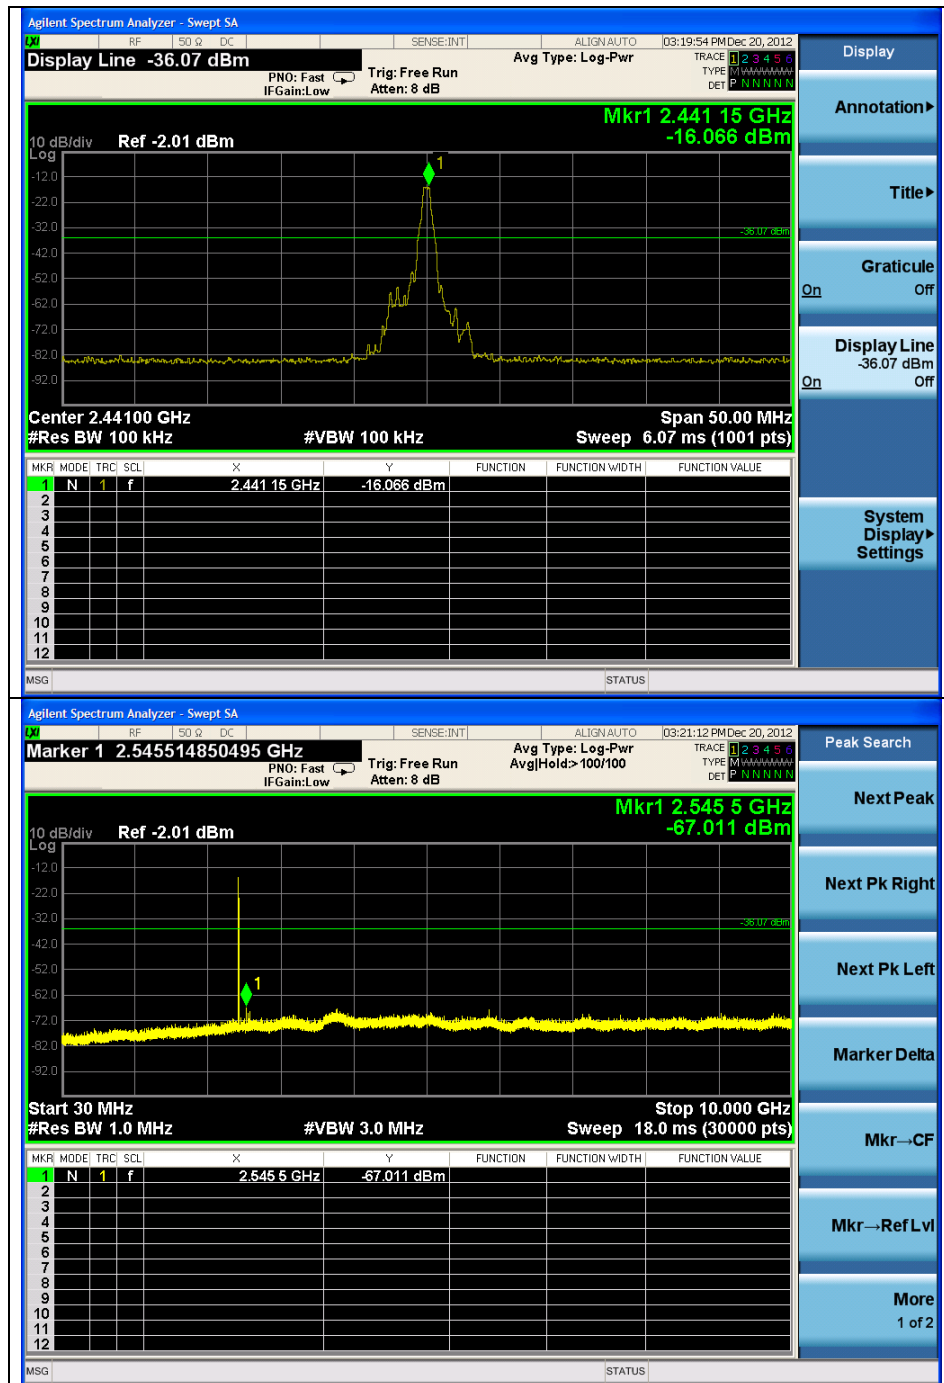 Agilent Spectrum Analyzer - Swept SA
LXI RF 50 Ω DC SENSE:INT ALIGN AUTO 03:19:54 PM Dec 20, 2012
Display Line -36.07 dBm
PNO: Fast
IFGain:Low
Trig: Free Run
Atten: 8 dB
Avg Type: Log-Pwr
TRACE 1 2 3 4 5 6
TYPE M
DET P N N N N N
Mkr1 2.441 15 GHz
-16.066 dBm
10 dB/div Ref -2.01 dBm
Log
-12.0
-22.0
-32.0
-42.0
-52.0
-62.0
-72.0
-82.0
-92.0
1
-36.07 dBm
Center 2.44100 GHz Span 50.00 MHz
#Res BW 100 kHz #VBW 100 kHz Sweep 6.07 ms (1001 pts)
MKR MODE TRC SCL X Y FUNCTION FUNCTION WIDTH FUNCTION VALUE
1 N 1 f 2.441 15 GHz -16.066 dBm
2
3
4
5
6
7
8
9
10
11
12
MSG STATUS
Display
Annotation
Title
Graticule
On Off
Display Line
-36.07 dBm
On Off
System
Display
Settings
Agilent Spectrum Analyzer - Swept SA
LXI RF 50 Ω DC SENSE:INT ALIGN AUTO 03:21:12 PM Dec 20, 2012
Marker 1 2.545514850495 GHz
PNO: Fast
IFGain:Low
Trig: Free Run
Atten: 8 dB
Avg Type: Log-Pwr
Avg|Hold:>100/100
TRACE 1 2 3 4 5 6
TYPE M
DET P N N N N N
Mkr1 2.545 5 GHz
-67.011 dBm
10 dB/div Ref -2.01 dBm
Log
-12.0
-22.0
-32.0
-42.0
-52.0
-62.0
-72.0
-82.0
-92.0
1
-36.07 dBm
Start 30 MHz Stop 10.000 GHz
#Res BW 1.0 MHz #VBW 3.0 MHz Sweep 18.0 ms (30000 pts)
MKR MODE TRC SCL X Y FUNCTION FUNCTION WIDTH FUNCTION VALUE
1 N 1 f 2.545 5 GHz -67.011 dBm
2
3
4
5
6
7
8
9
10
11
12
MSG STATUS
Peak Search
Next Peak
Next Pk Right
Next Pk Left
Marker Delta
Mkr→CF
Mkr→Ref Lvl
More
1 of 2